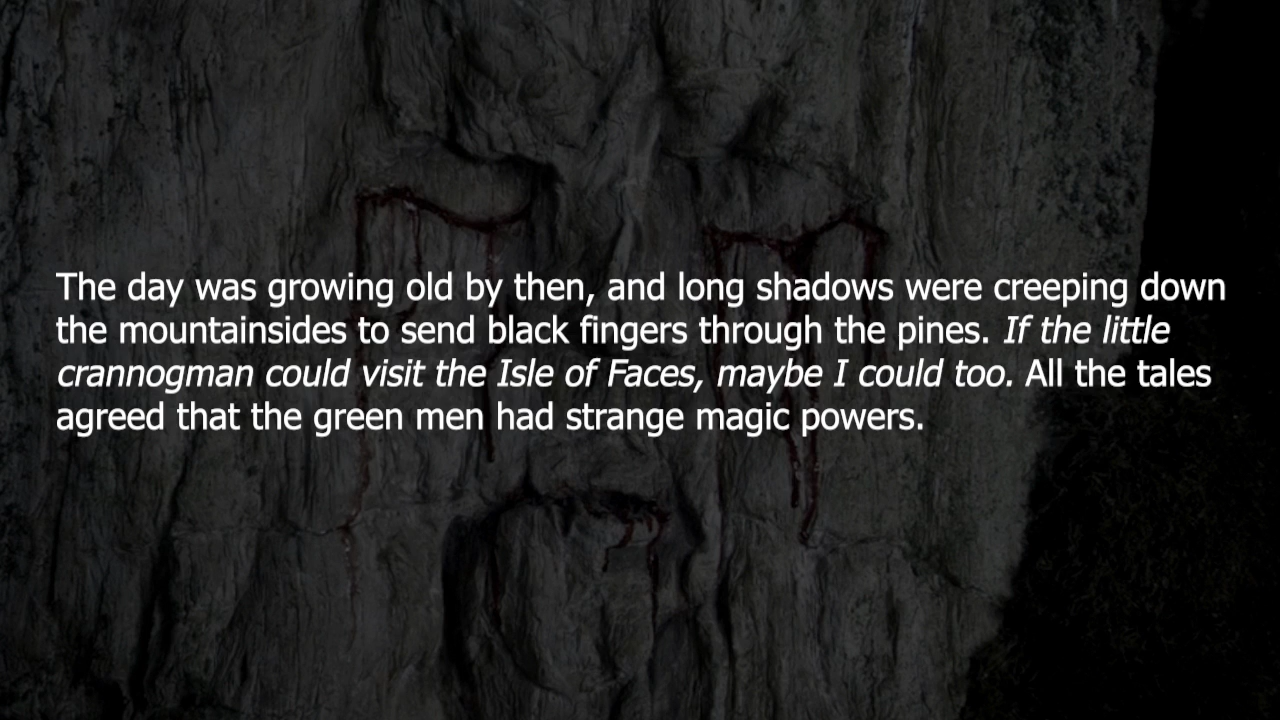 The day was growing old by then, and long shadows were creeping down
the mountainsides to send black fingers through the pines. If the little
crannogman could visit the Isle of Faces, maybe I could too. All the tales
agreed that the green men had strange magic powers.